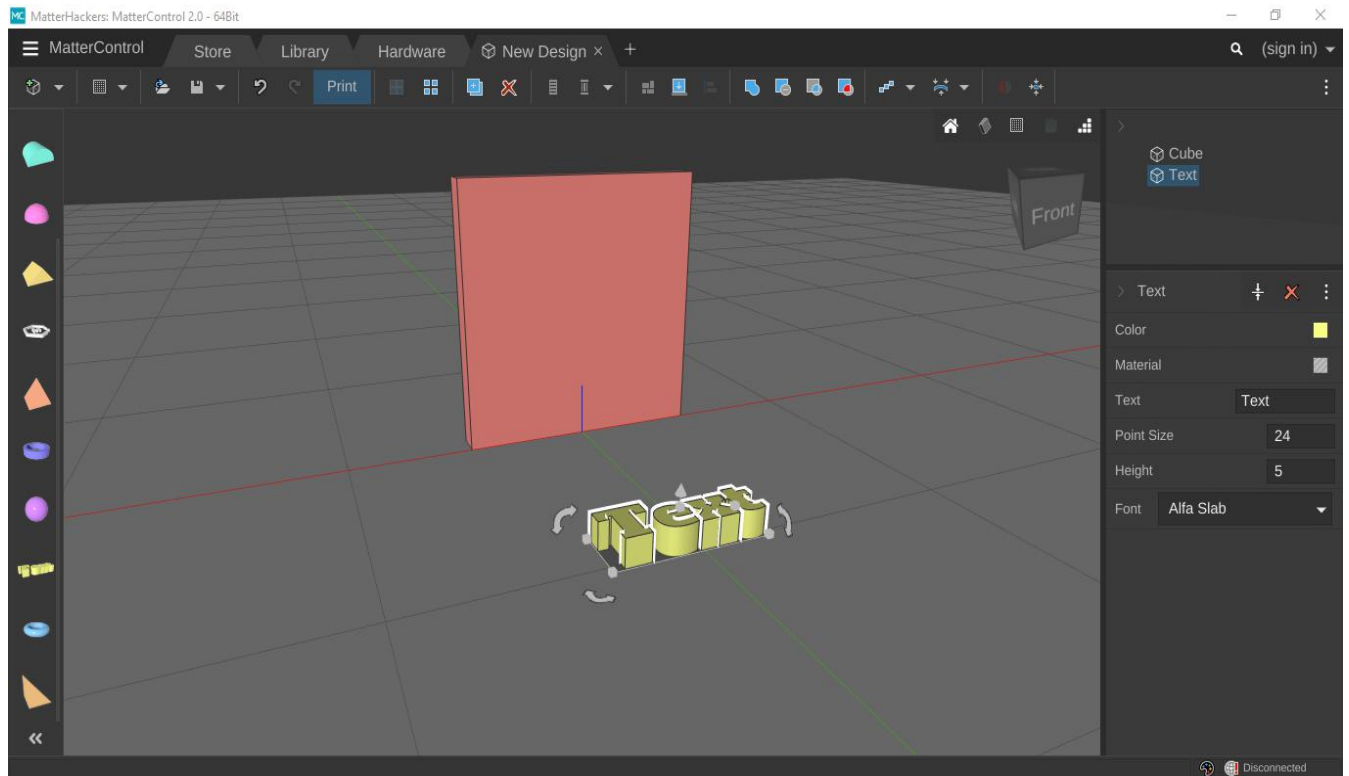 MC MatterHackers: MatterControl 2.0 - 64Bit
MatterControl Store Library Hardware New Design × + (sign in)
Print
Cube
Text
Front
Text
Color
Material
Text Text
Point Size 24
Height 5
Font Alfa Slab
Text
Disconnected